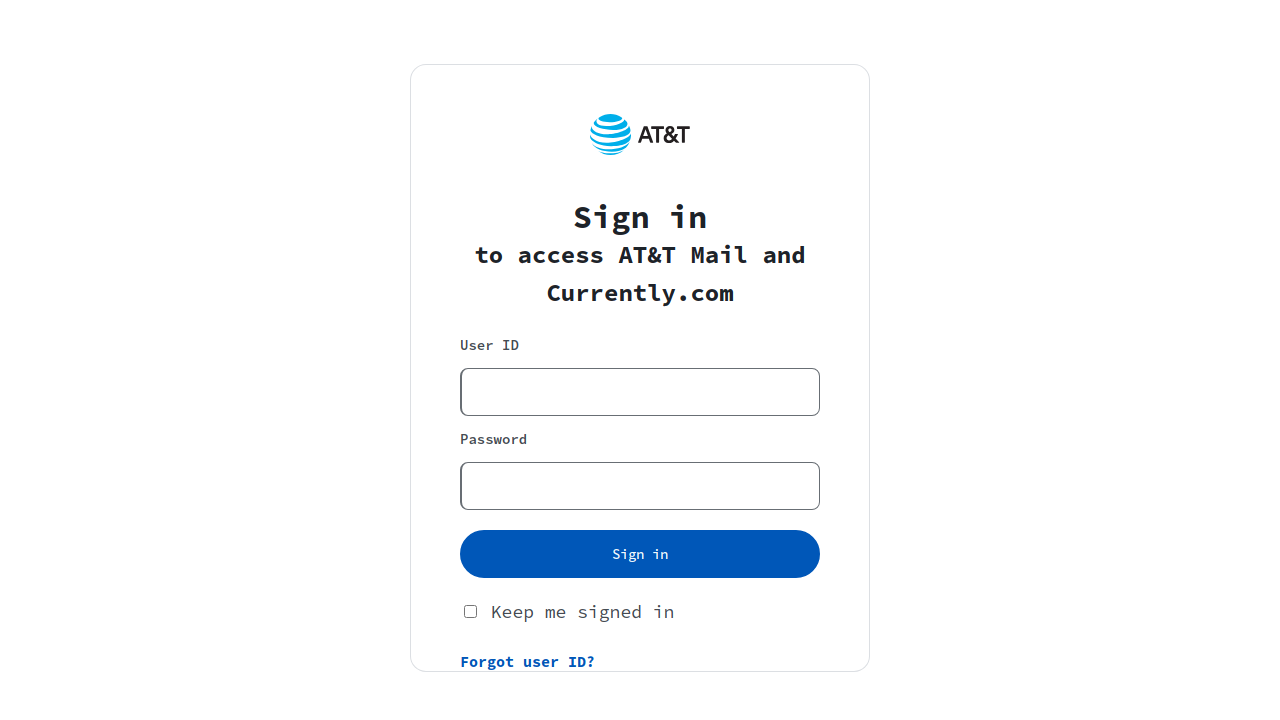 AT&T
Sign in
to access AT&T Mail and
Currently.com
User ID
Password
Sign in
Keep me signed in
Forgot user ID?